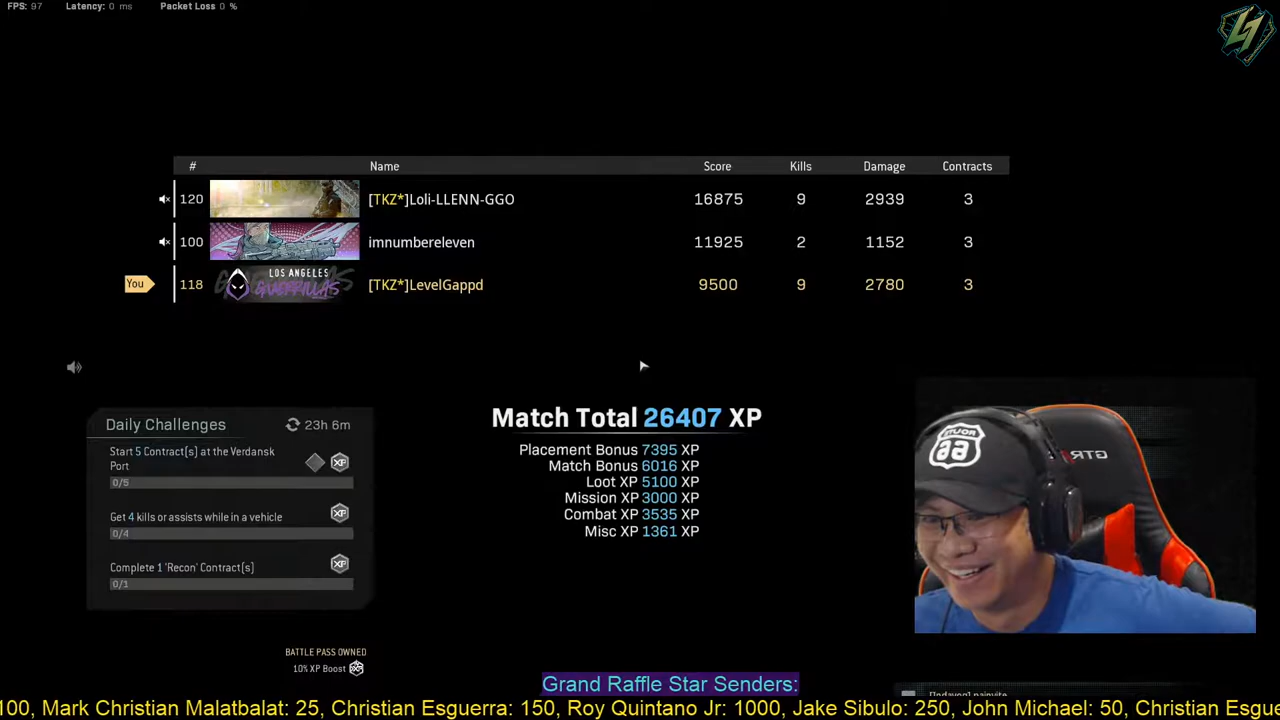 FPS: 97 Latency: 0 ms Packet Loss 0 %
# Name Score Kills Damage Contracts
120 [TKZ*]Loli-LLENN-GGO 16875 9 2939 3
100 imnumbereleven 11925 2 1152 3
You 118 LOS ANGELES GUERRILLAS [TKZ*]LevelGappd 9500 9 2780 3
Daily Challenges 23h 6m
Start 5 Contract(s) at the Verdansk
Port
XP
0/5
Get 4 kills or assists while in a vehicle
XP
0/4
Complete 1 'Recon' Contract(s)
XP
0/1
BATTLE PASS OWNED
10% XP Boost
Match Total 26407 XP
Placement Bonus 7395 XP
Match Bonus 6016 XP
Loot XP 5100 XP
Mission XP 3000 XP
Combat XP 3535 XP
Misc XP 1361 XP
ROUTE
66
GTR
Grand Raffle Star Senders:
100, Mark Christian Malatbalat: 25, Christian Esguerra: 150, Roy Quintano Jr: 1000, Jake Sibulo: 250, John Michael: 50, Christian Esgue